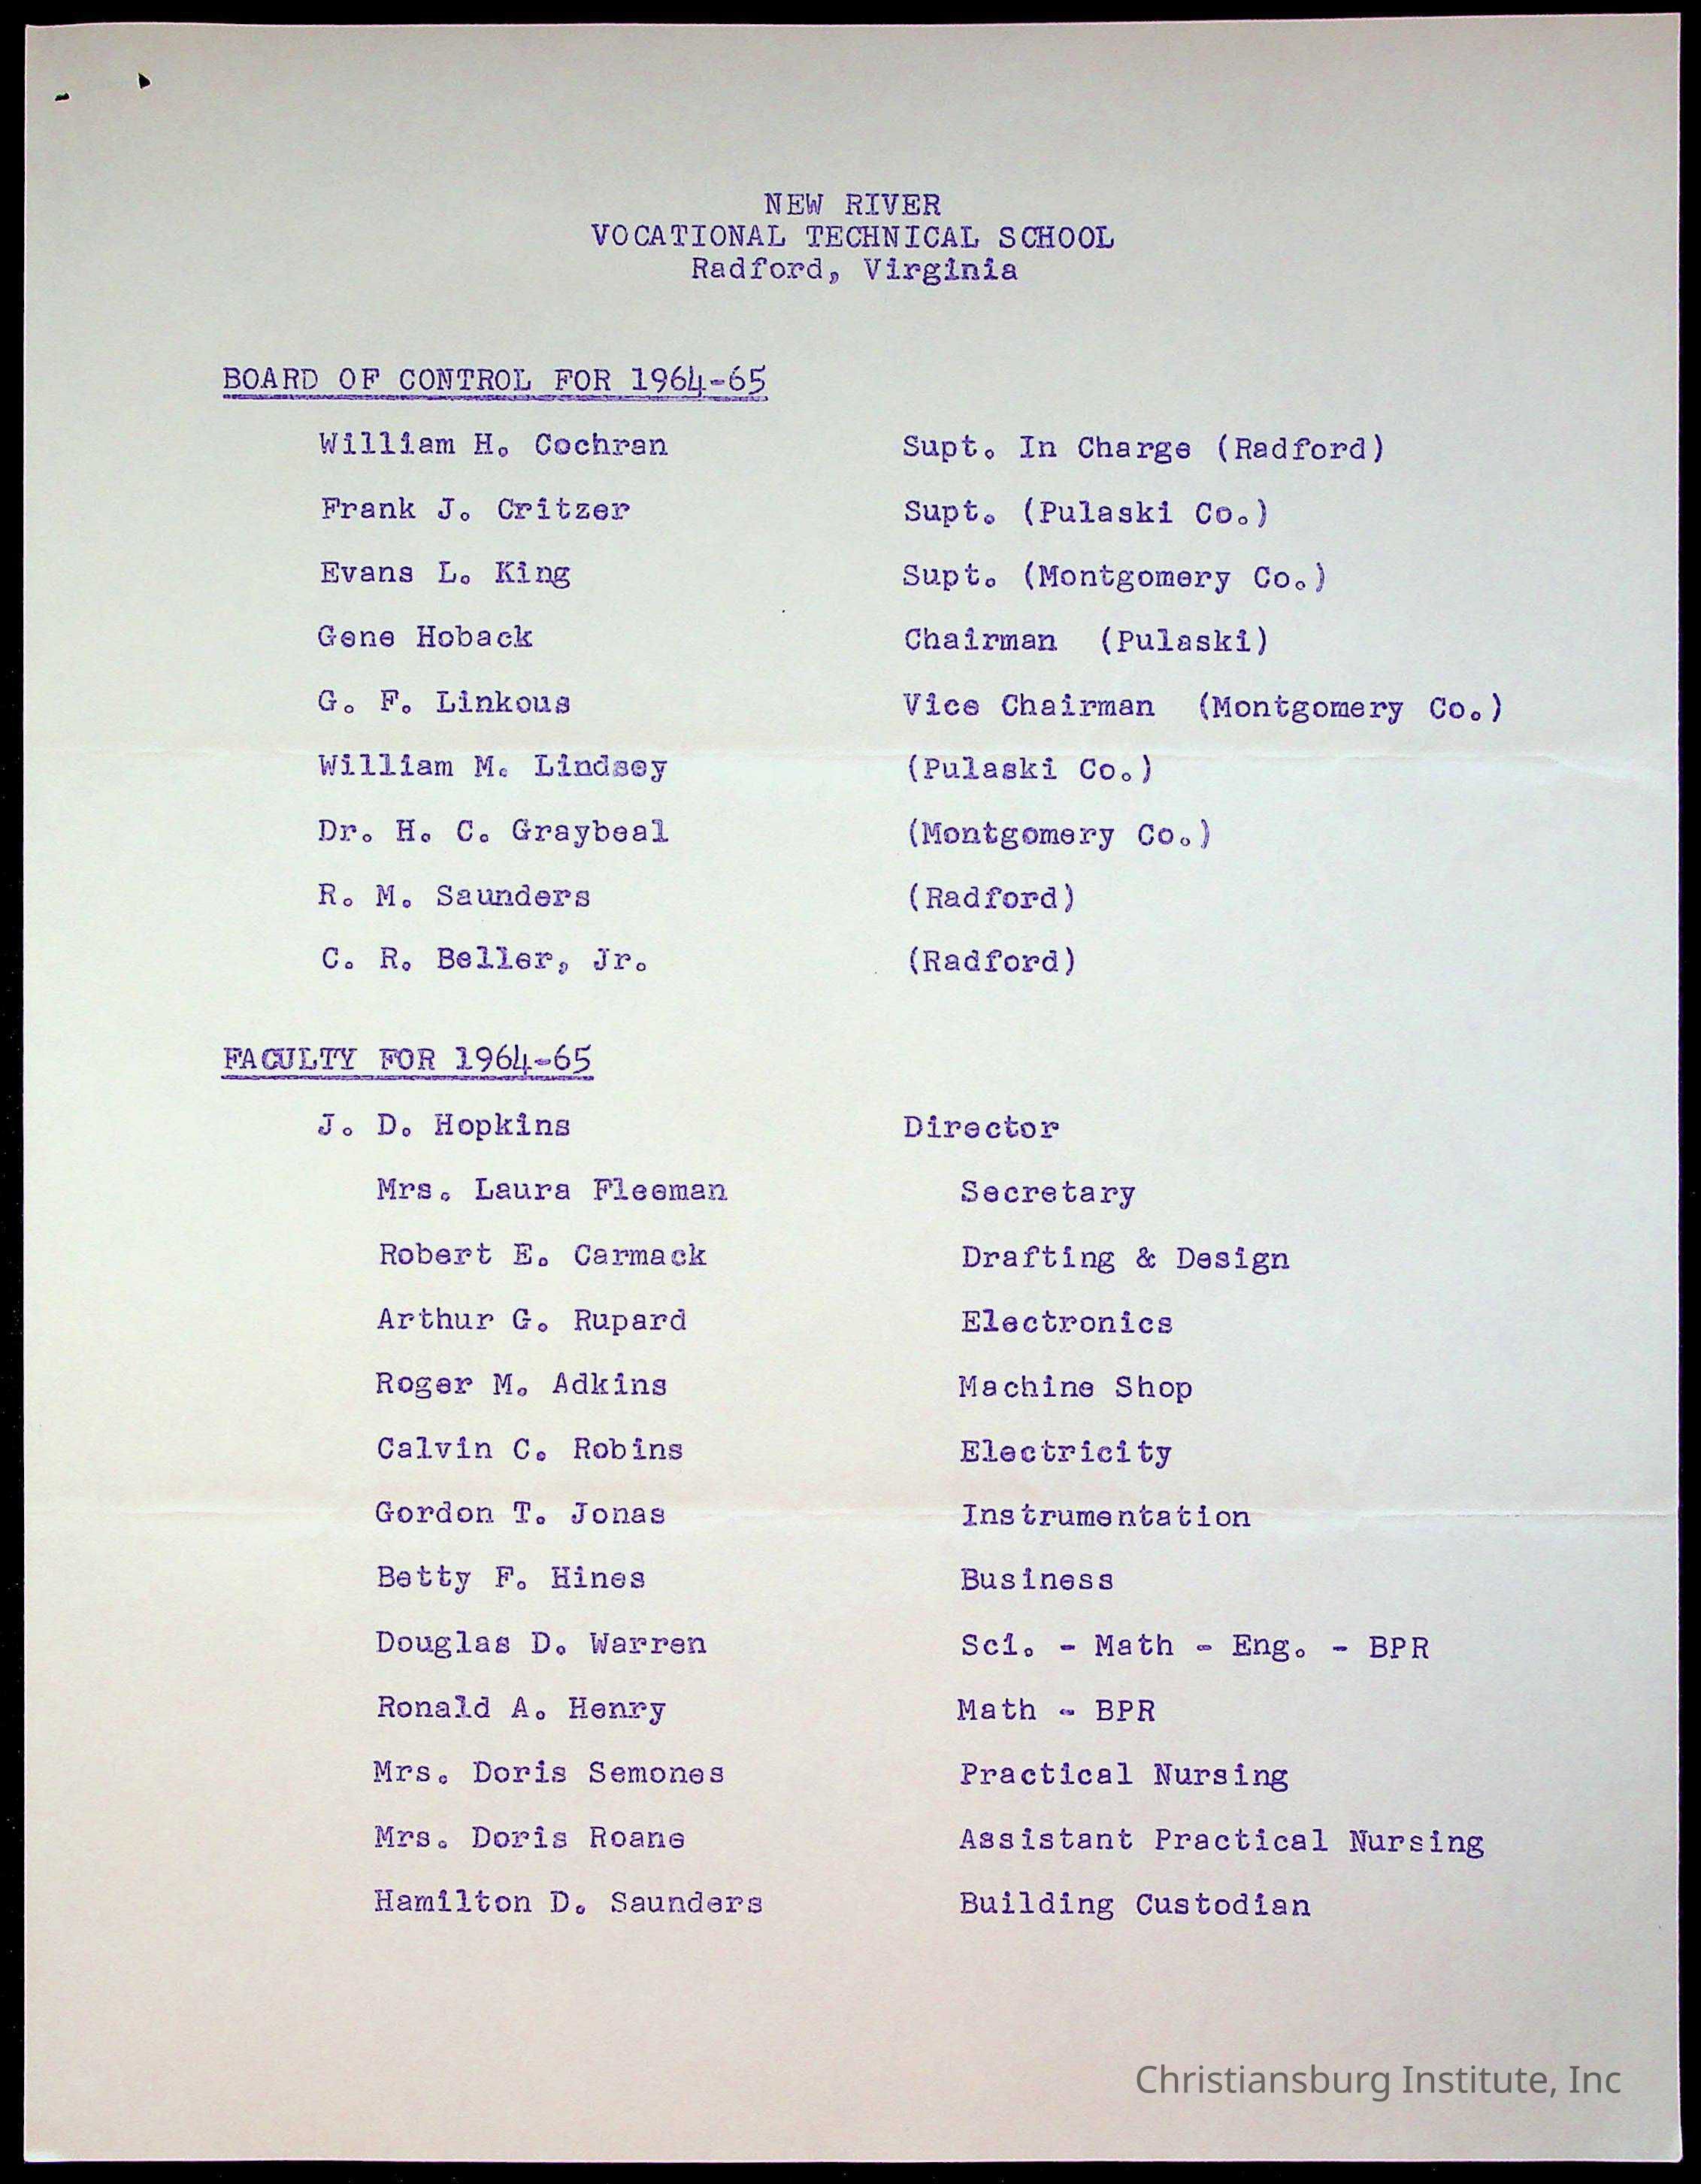 NEW RIVER
VOCATIONAL TECHNICAL SCHOOL
Radford, Virginia
BOARD OF CONTROL FOR 1964-65
William H. Cochran Supt. In Charge (Radford)
Frank J. Critzer Supt. (Pulaski Co.)
Evans L. King Supt. (Montgomery Co.)
Gene Hoback Chairman (Pulaski)
G. F. Linkous Vice Chairman (Montgomery Co.)
William M. Lindsey (Pulaski Co.)
Dr. H. C. Graybeal (Montgomery Co.)
R. M. Saunders (Radford)
C. R. Beller, Jr. (Radford)
FACULTY FOR 1964-65
J. D. Hopkins Director
Mrs. Laura Fleeman Secretary
Robert E. Carmack Drafting & Design
Arthur G. Rupard Electronics
Roger M. Adkins Machine Shop
Calvin C. Robins Electricity
Gordon T. Jonas Instrumentation
Betty F. Hines Business
Douglas D. Warren Sci. - Math - Eng. - BPR
Ronald A. Henry Math - BPR
Mrs. Doris Semones Practical Nursing
Mrs. Doris Roane Assistant Practical Nursing
Hamilton D. Saunders Building Custodian
Christiansburg Institute, Inc